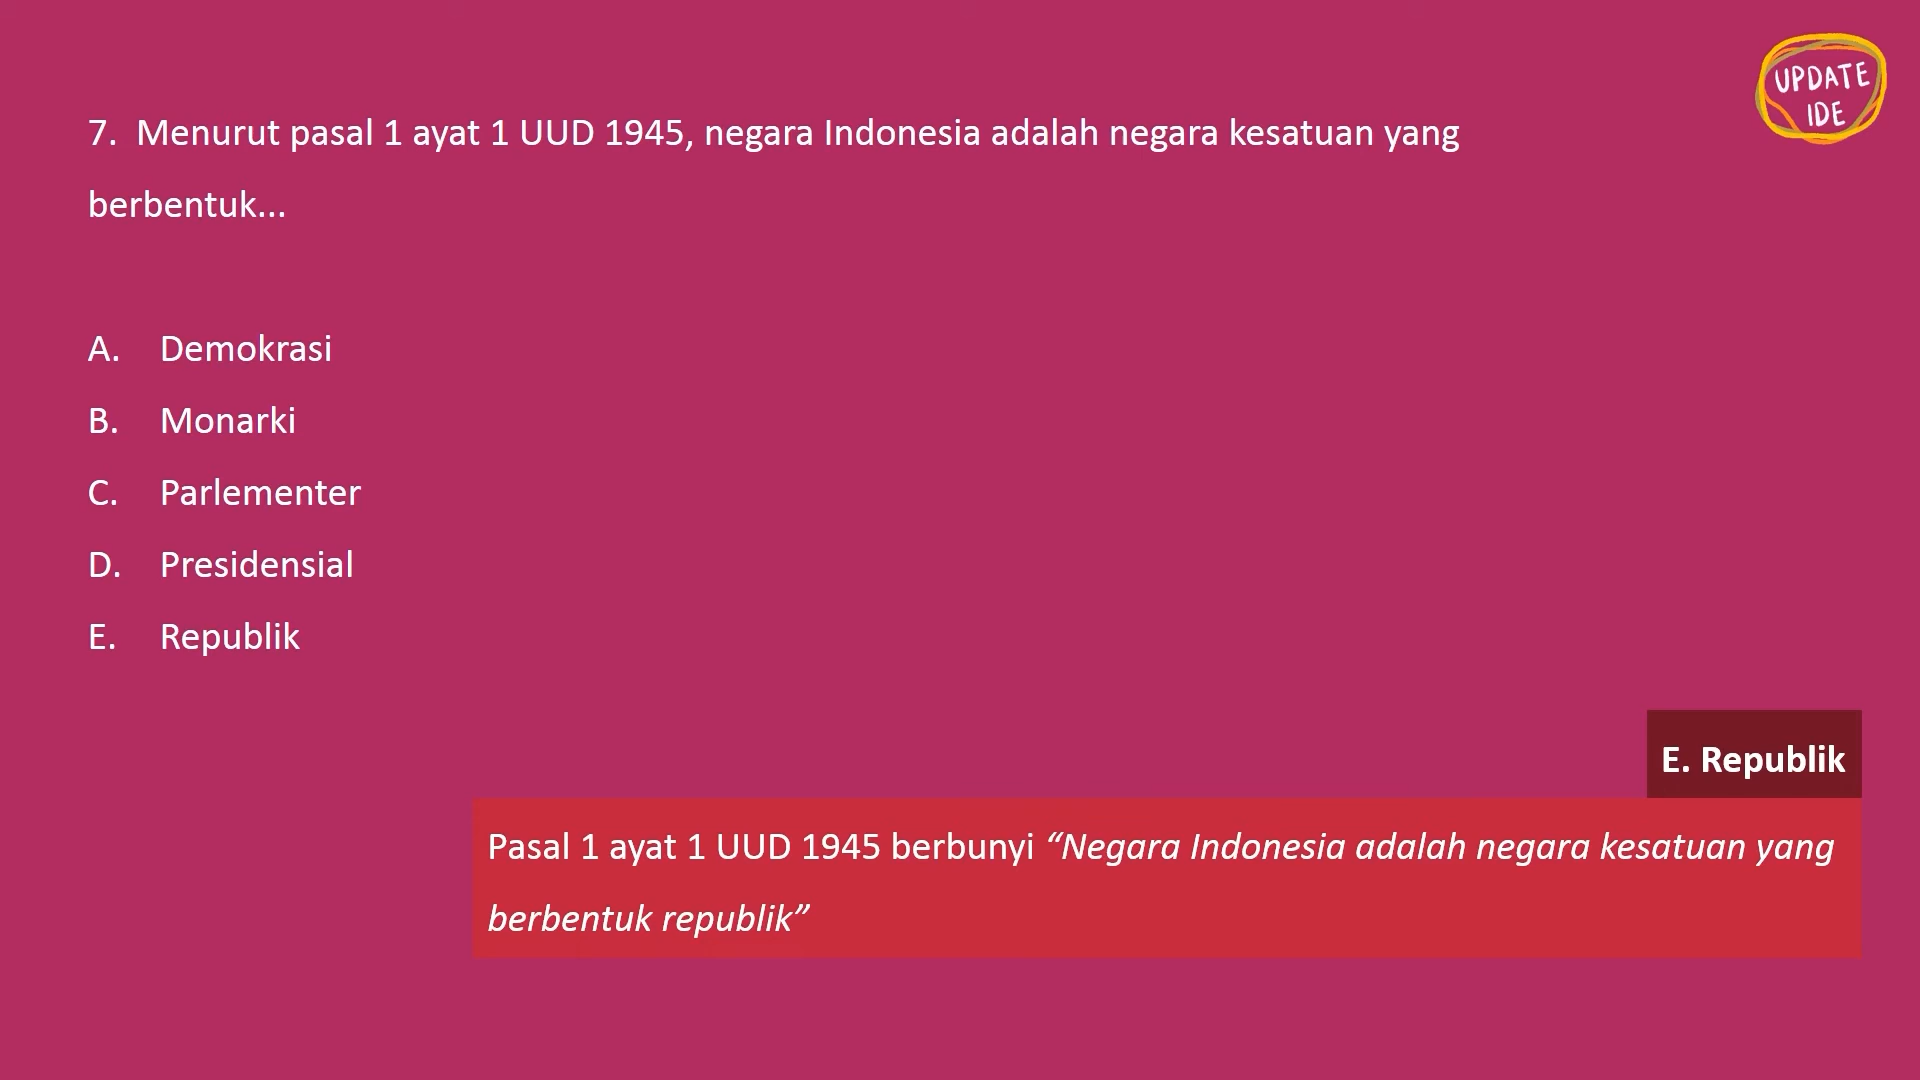 UPDATE
IDE
7. Menurut pasal 1 ayat 1 UUD 1945, negara Indonesia adalah negara kesatuan yang
berbentuk...
A. Demokrasi
B. Monarki
C. Parlementer
D. Presidensial
E. Republik
E. Republik
Pasal 1 ayat 1 UUD 1945 berbunyi “Negara Indonesia adalah negara kesatuan yang
berbentuk republik”